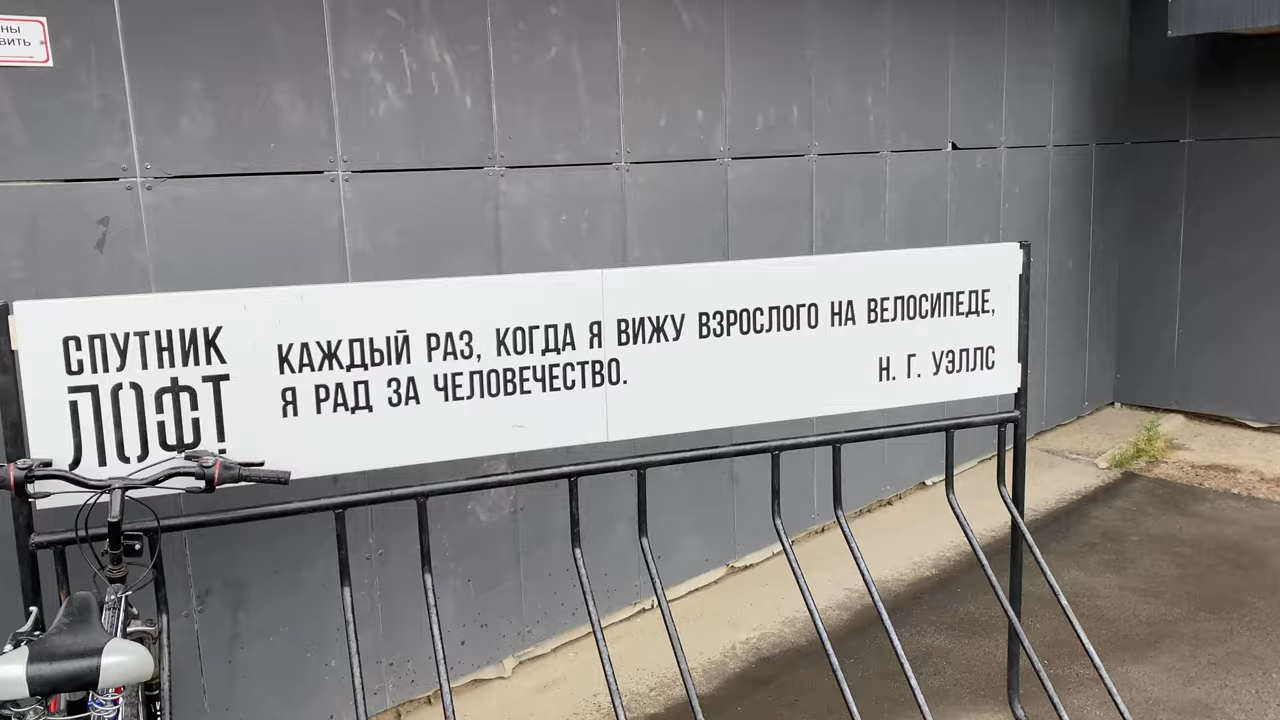 СПУТНИК
ЛОФТ
КАЖДЫЙ РАЗ, КОГДА Я ВИЖУ ВЗРОСЛОГО НА ВЕЛОСИПЕДЕ,
Я РАД ЗА ЧЕЛОВЕЧЕСТВО.
Н. Г. УЭЛЛС